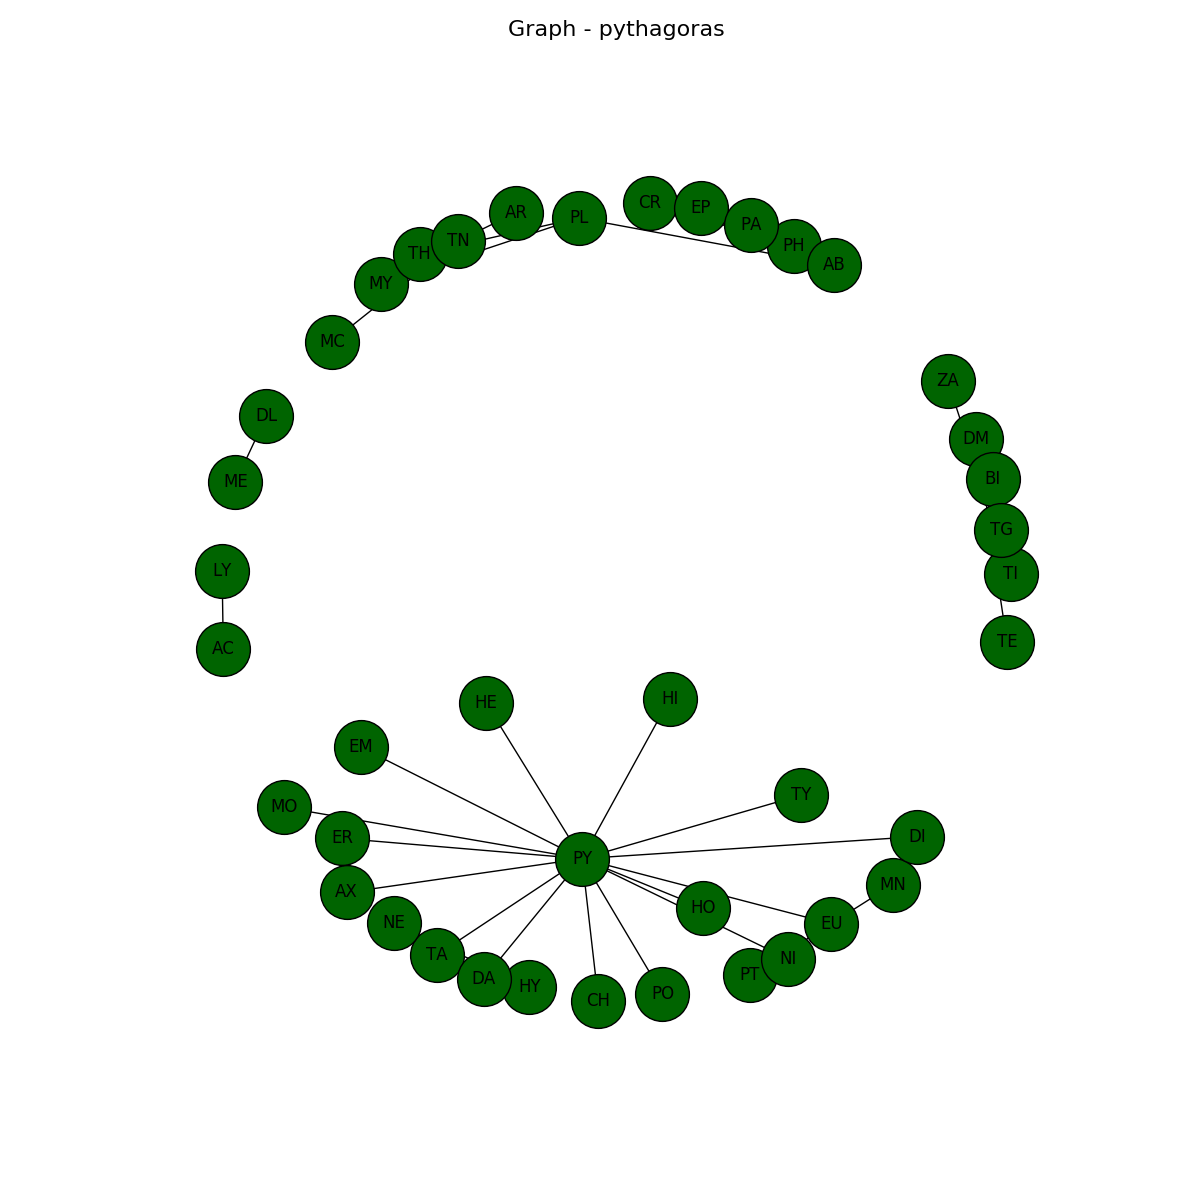 Graph - pythagoras
CR
EP
AR
PL
PA
TN
PH
TH
AB
MY
MC
ZA
DL
DM
BI
ME
TG
LY
TI
TE
AC
HI
HE
EM
TY
MO
ER
DI
PY
MN
AX
HO
NE
EU
TA
NI
PT
DA
HY
PO
CH